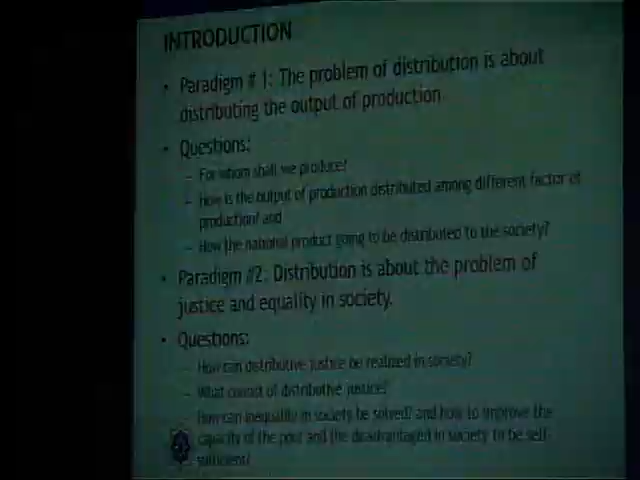 INTRODUCTION
• Paradigm # 1: The problem of distribution is about
distributing the output of production.
• Questions:
– For whom shall we produce?
– How is the output of production distributed among different factor of
production? and
– How the national product going to be distributed to the society?
• Paradigm #2: Distribution is about the problem of
justice and equality in society.
• Questions:
– How can distributive justice be realized in society?
– What consist of distributive justice?
– How can inequality in society be solved? and how to improve the
capacity of the poor and the disadvantaged in society to be self-
sufficient?